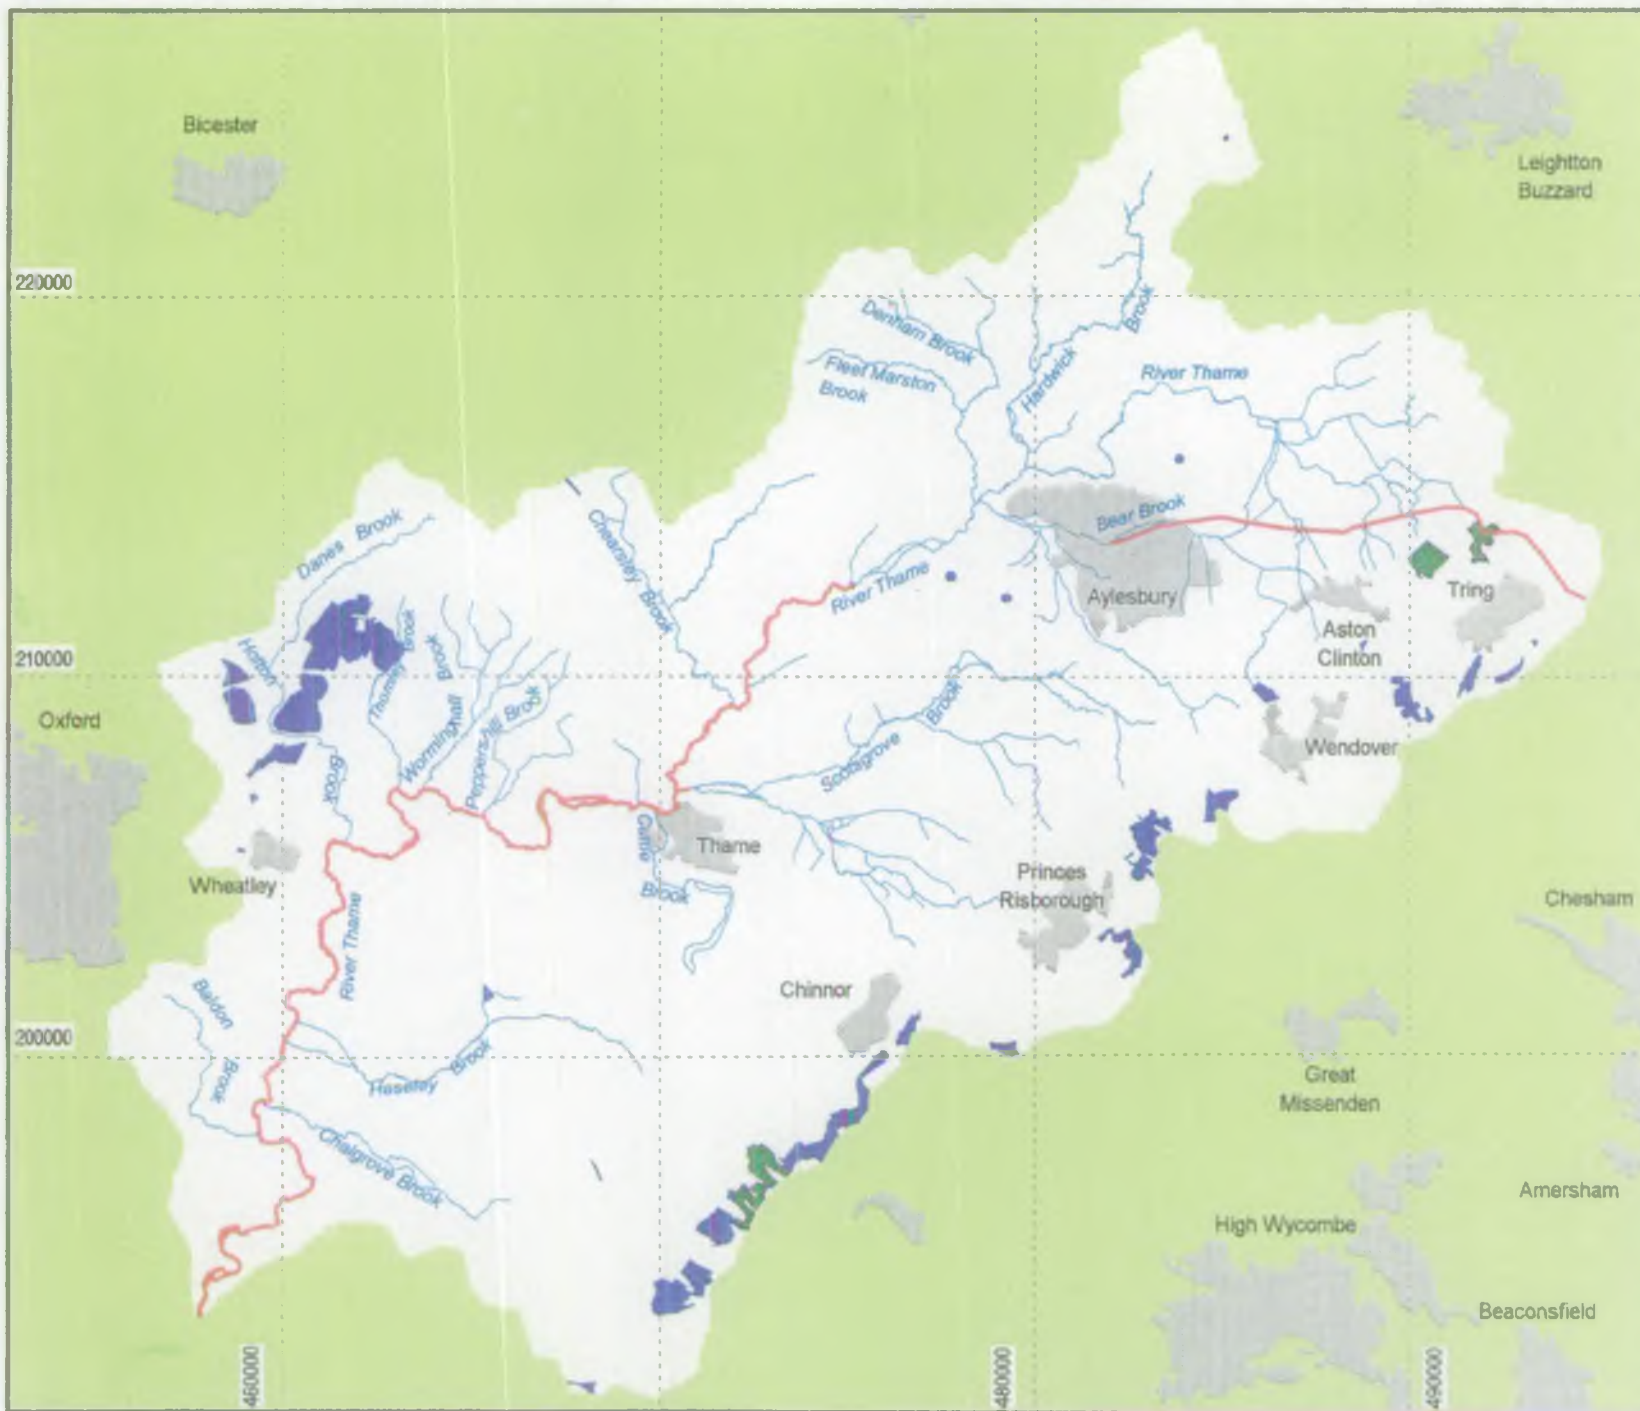 Bicester
Leightton
Buzzard
220000
Denham Brook
Fleet Marston
Brook
Hardwick
Brook
River Thame
Bear Brook
Danes Brook
Chearsley Brook
River Thame
Aylesbury
Tring
Aston
Clinton
210000
Holton
Brook
Thomley Brook
Worminghall
Brook
Peppershill Brook
Oxford
Scotsgrove
Brook
Wendover
Cuttle
Brook
Thame
Wheatley
River Thame
Princes
Risborough
Chesham
Chinnor
Baldon
Brook
200000
Haseley Brook
Great
Missenden
Chalgrove Brook
Amersham
High Wycombe
Beaconsfield
460000
480000
490000